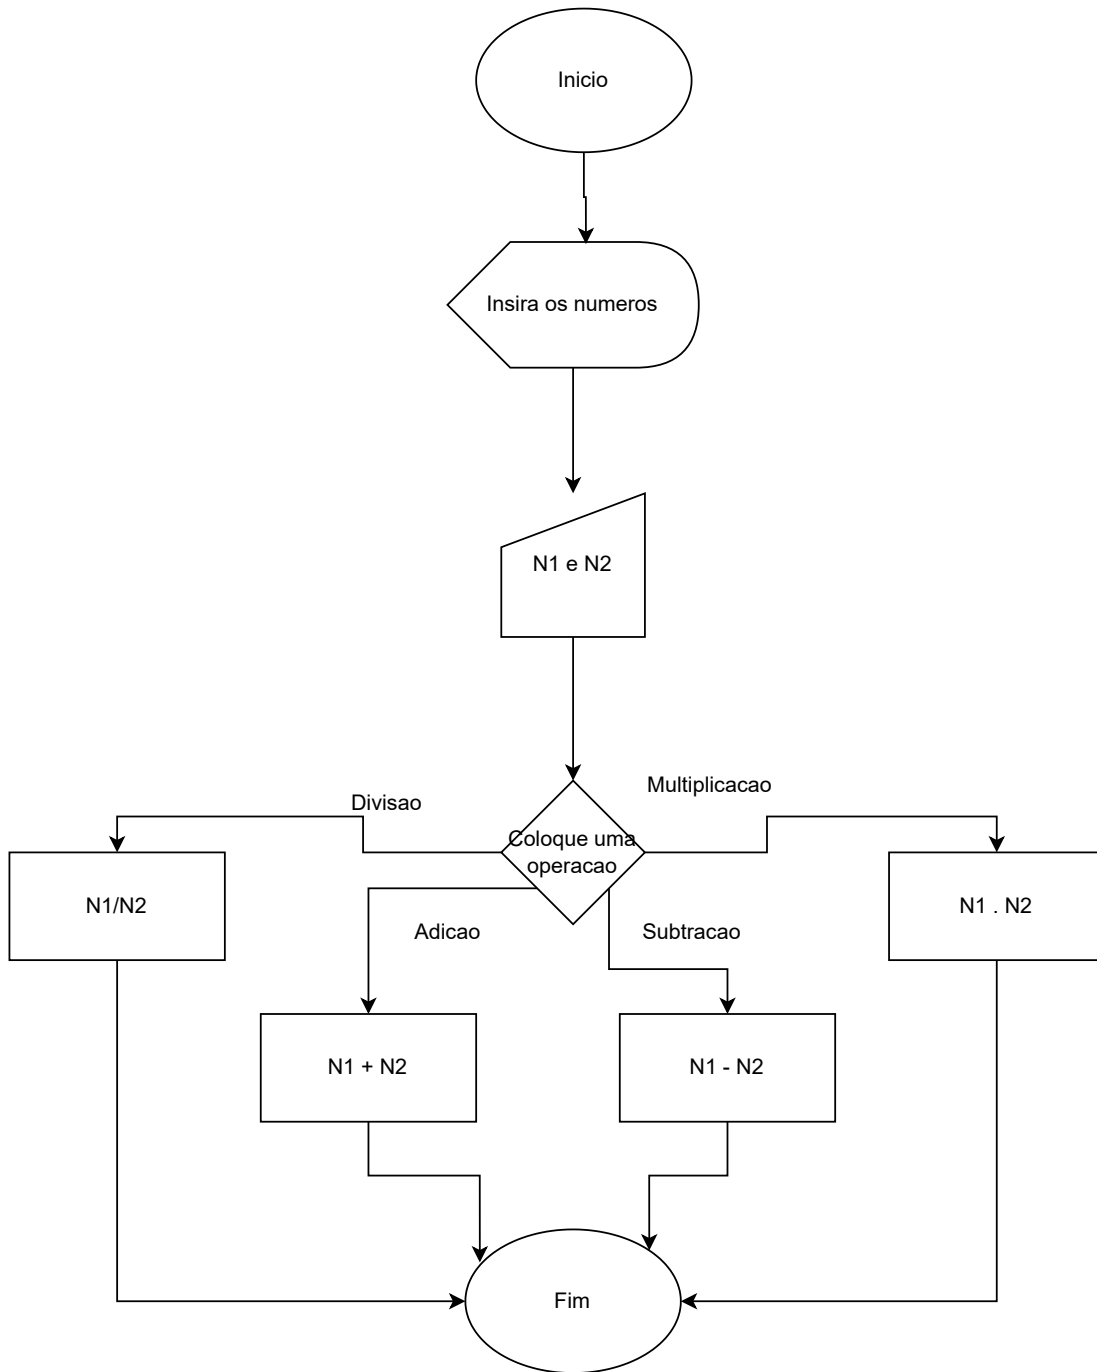 Inicio
Insira os numeros
N1 e N2
Multiplicacao
Divisao
Coloque uma
operacao
N1/N2
N1 . N2
Adicao
Subtracao
N1 + N2
N1 - N2
Fim